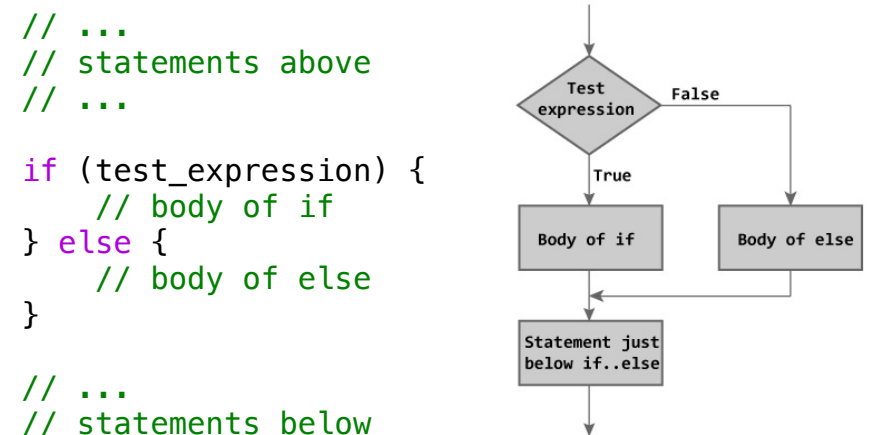 // ...
// statements above
// ...
if (test_expression) {
    // body of if
} else {
    // body of else
}
// ...
// statements below
Test
expression
False
True
Body of if
Body of else
Statement just
below if..else